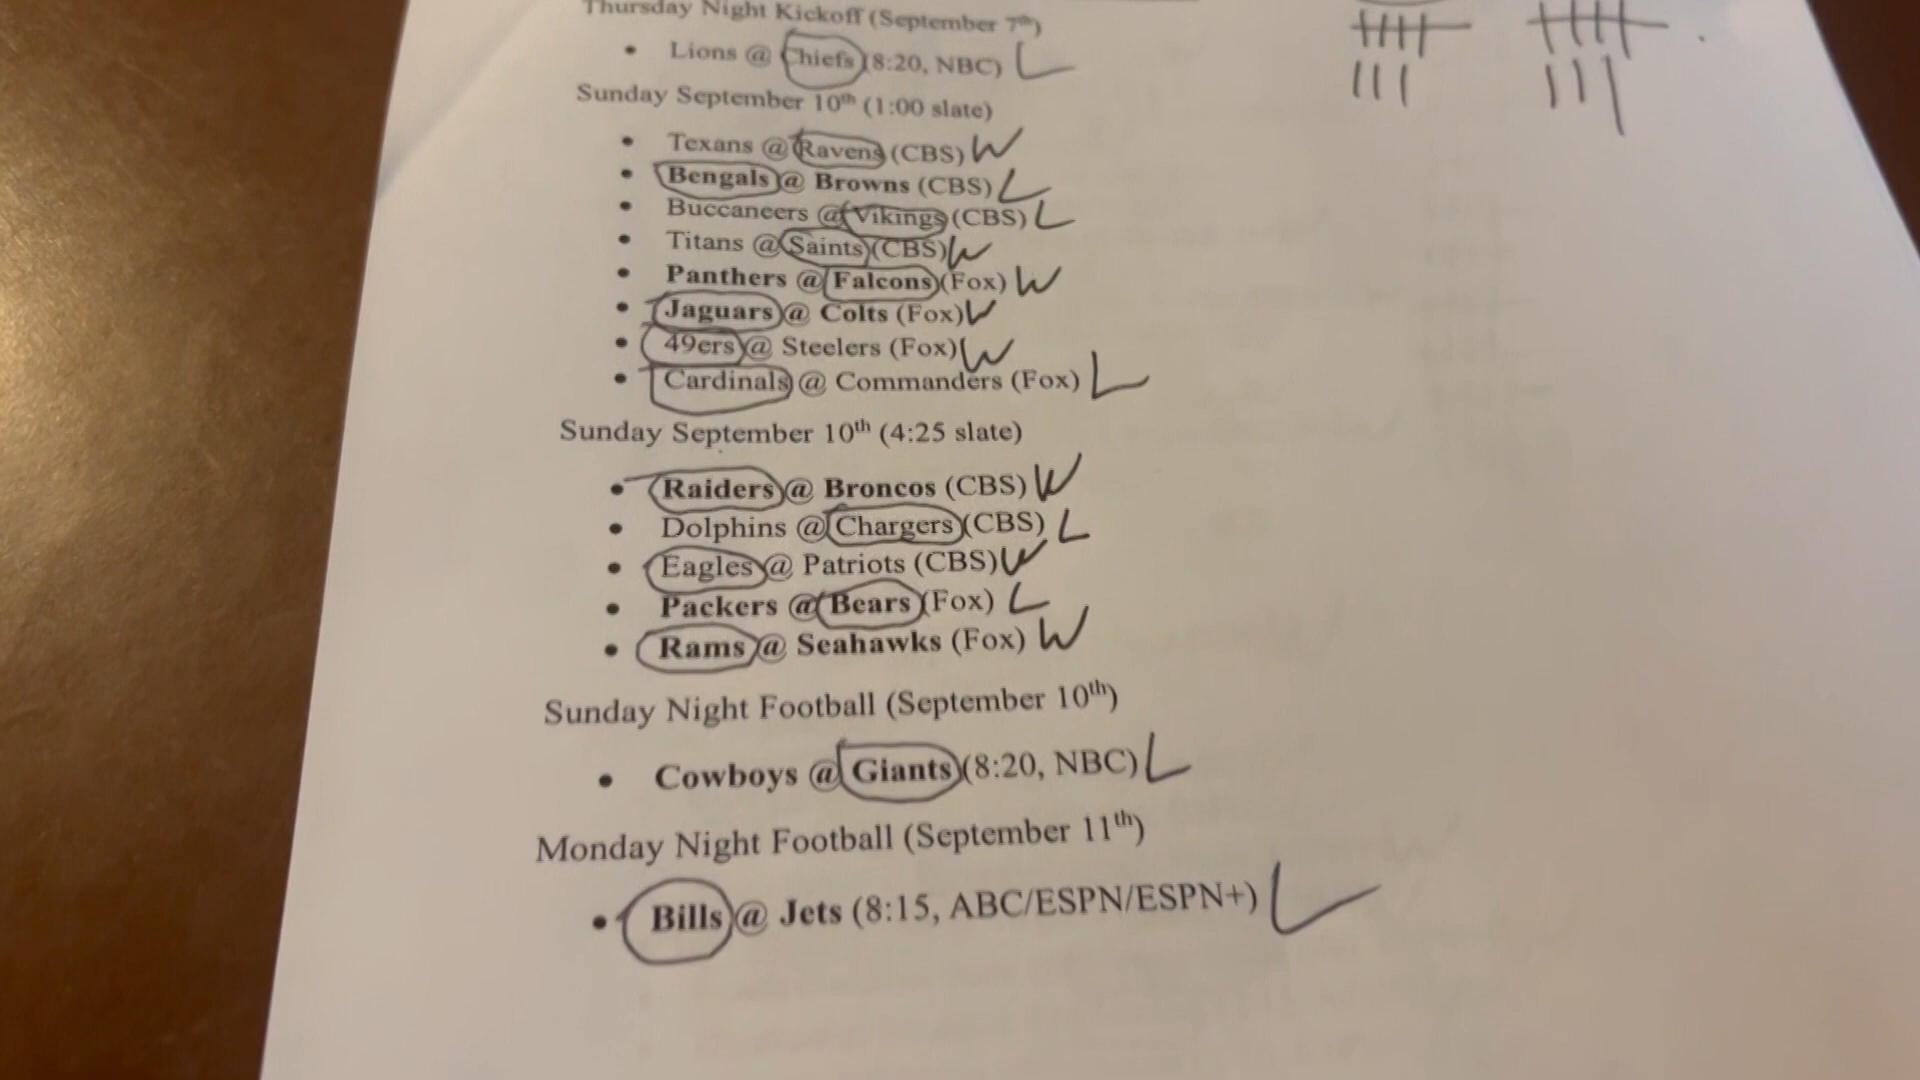 Thursday Night Kickoff (September 7th)
• Lions @ Chiefs (8:20, NBC) L
Sunday September 10th (1:00 slate)
• Texans @ Ravens (CBS) W
• Bengals @ Browns (CBS) L
• Buccaneers @ Vikings (CBS) L
• Titans @ Saints (CBS) W
• Panthers @ Falcons (Fox) W
• Jaguars @ Colts (Fox) W
• 49ers @ Steelers (Fox) W
• Cardinals @ Commanders (Fox) L
Sunday September 10th (4:25 slate)
• Raiders @ Broncos (CBS) W
• Dolphins @ Chargers (CBS) L
• Eagles @ Patriots (CBS) W
• Packers @ Bears (Fox) L
• Rams @ Seahawks (Fox) W
Sunday Night Football (September 10th)
• Cowboys @ Giants (8:20, NBC) L
Monday Night Football (September 11th)
• Bills @ Jets (8:15, ABC/ESPN/ESPN+) L